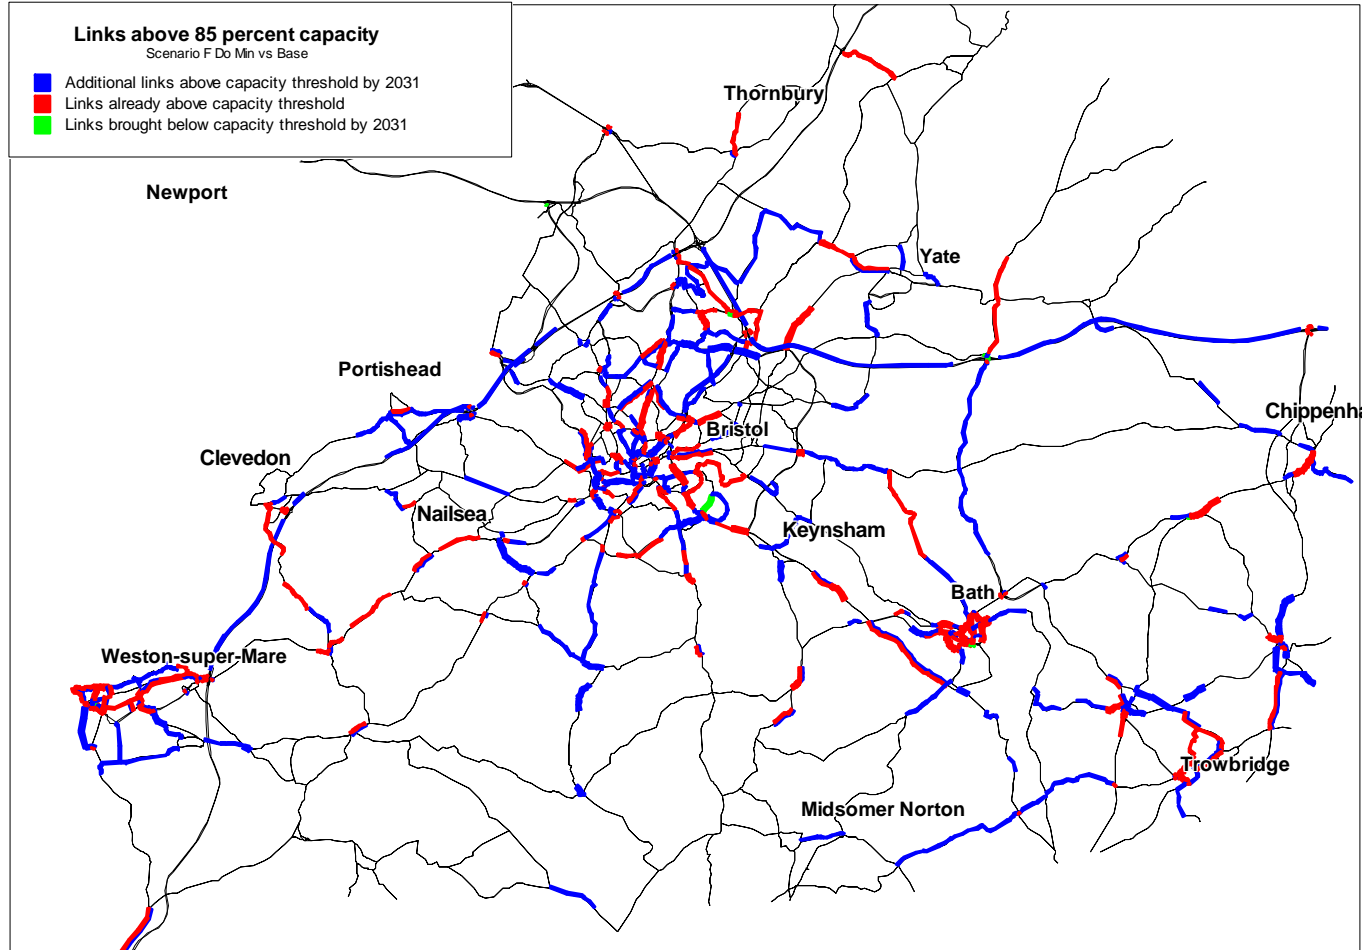 Links above 85 percent capacity
Scenario F Do Min vs Base
Additional links above capacity threshold by 2031
Links already above capacity threshold
Links brought below capacity threshold by 2031
Thornbury
Newport
Yate
Portishead
Chippenha
Bristol
Clevedon
Nailsea
Keynsham
Bath
Weston-super-Mare
Trowbridge
Midsomer Norton